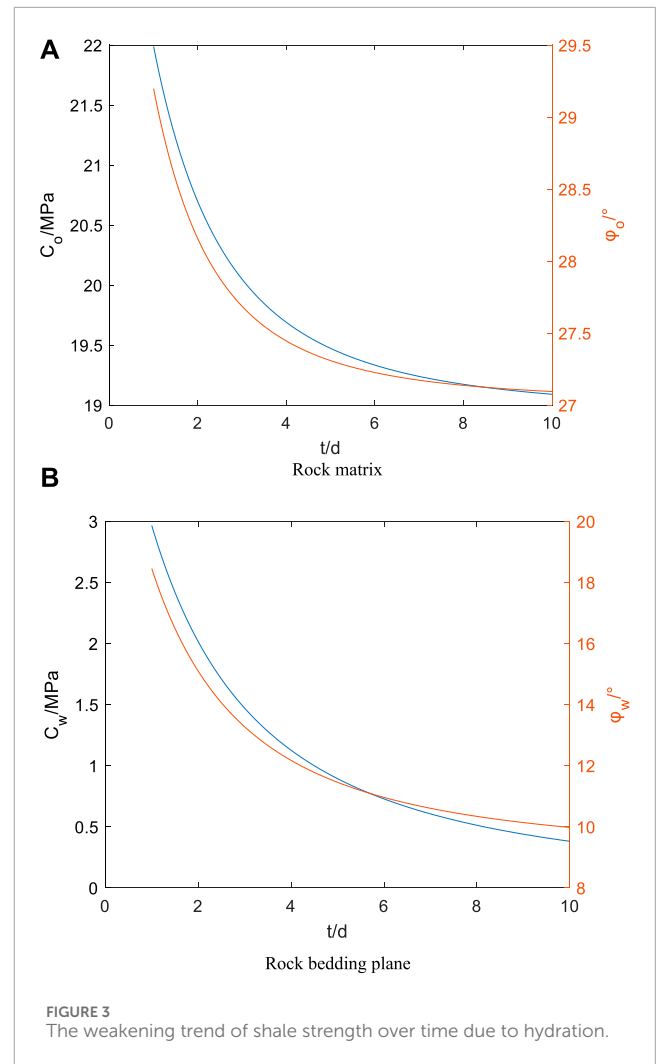 A
22
21.5
21
20.5
20
19.5
19
C_o/MPa
29.5
29
28.5
28
27.5
27
φ_o/°
0 2 4 6 8 10
t/d
Rock matrix
B
3
2.5
2
1.5
1
0.5
0
C_w/MPa
20
18
16
14
12
10
8
φ_w/°
0 2 4 6 8 10
t/d
Rock bedding plane
FIGURE 3
The weakening trend of shale strength over time due to hydration.